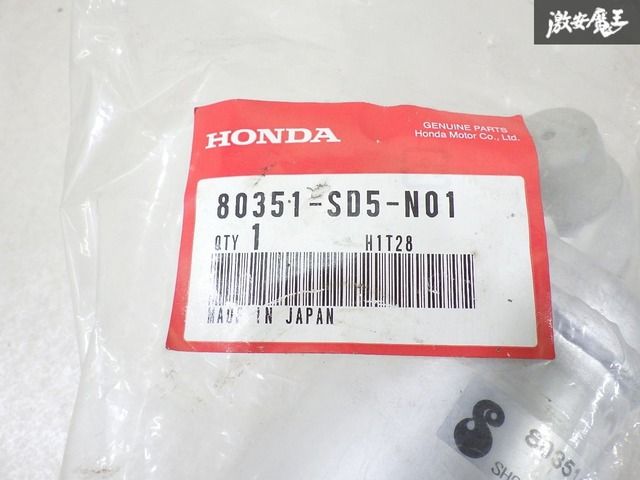 激安魔王
GENUINE PARTS
Honda Motor Co., Ltd.
HONDA
80351-SD5-N01
QTY 1 H1T28
MADE IN JAPAN
80351